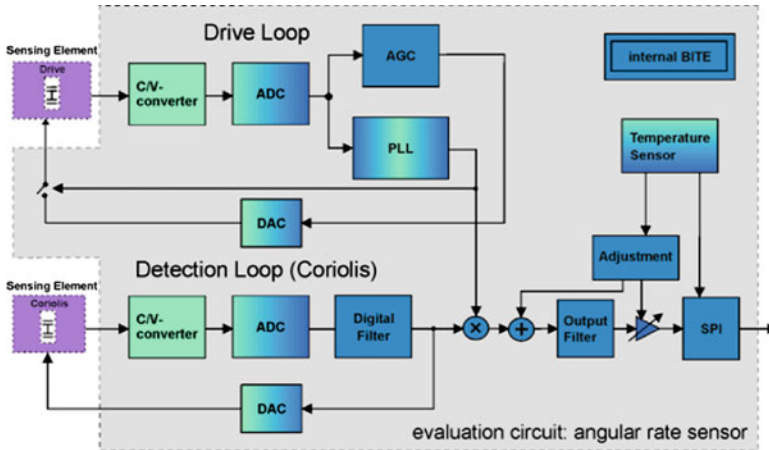 Drive Loop
Sensing Element
Drive
C/V-
converter
ADC
AGC
internal BITE
PLL
Temperature
Sensor
DAC
Adjustment
Detection Loop (Coriolis)
Sensing Element
Coriolis
C/V-
converter
ADC
Digital
Filter
×
+
Output
Filter
SPI
DAC
evaluation circuit: angular rate sensor